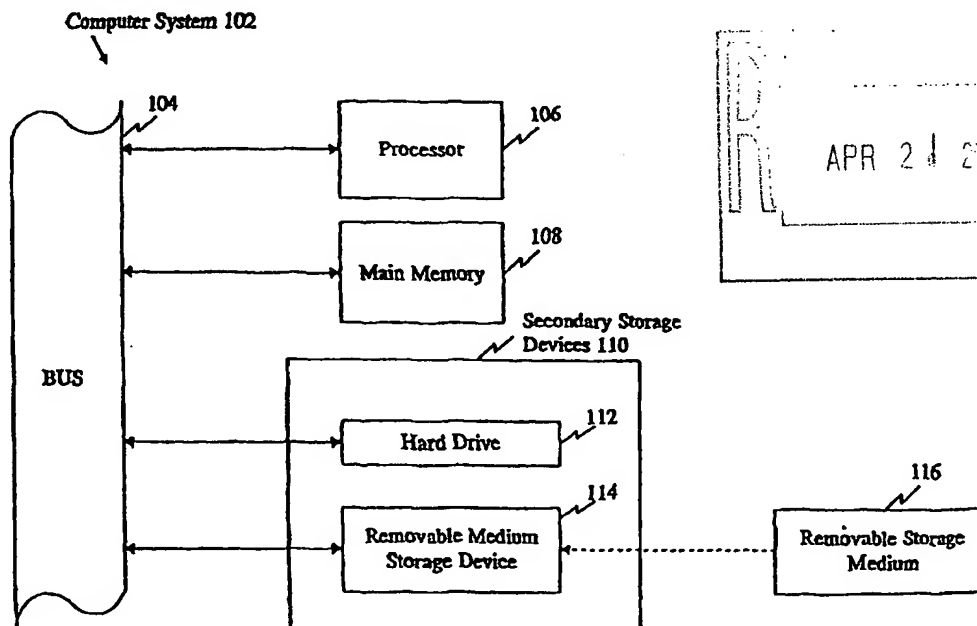 Computer System 102
104
106
Processor
108
Main Memory
Secondary Storage
Devices 110
BUS
112
Hard Drive
114
Removable Medium
Storage Device
116
Removable Storage
Medium
R
APR 2